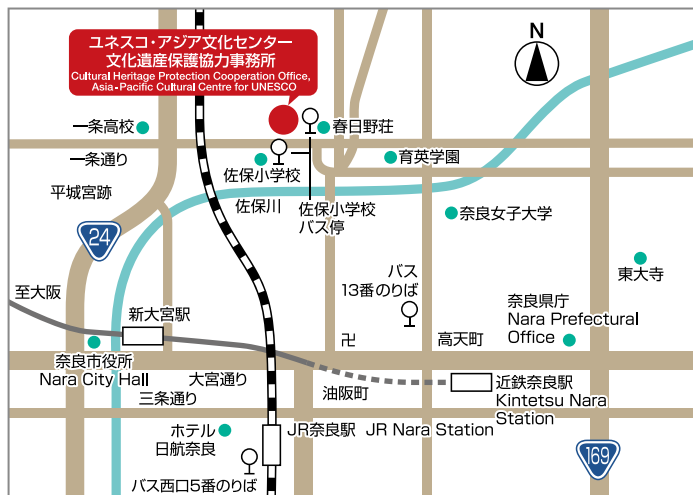 ユネスコ・アジア文化センター
文化遺産保護協力事務所
Cultural Heritage Protection Cooperation Office,
Asia-Pacific Cultural Centre for UNESCO
N
一条高校
春日野荘
一条通り
佐保小学校
育英学園
平城宮跡
佐保川
佐保小学校
バス停
奈良女子大学
24
バス
13番のりば
東大寺
至大阪
新大宮駅
奈良県庁
Nara Prefectural
Office
卍
高天町
奈良市役所
Nara City Hall
大宮通り
三条通り
油阪町
近鉄奈良駅
Kintetsu Nara
Station
ホテル
日航奈良
JR奈良駅 JR Nara Station
169
バス西口5番のりば